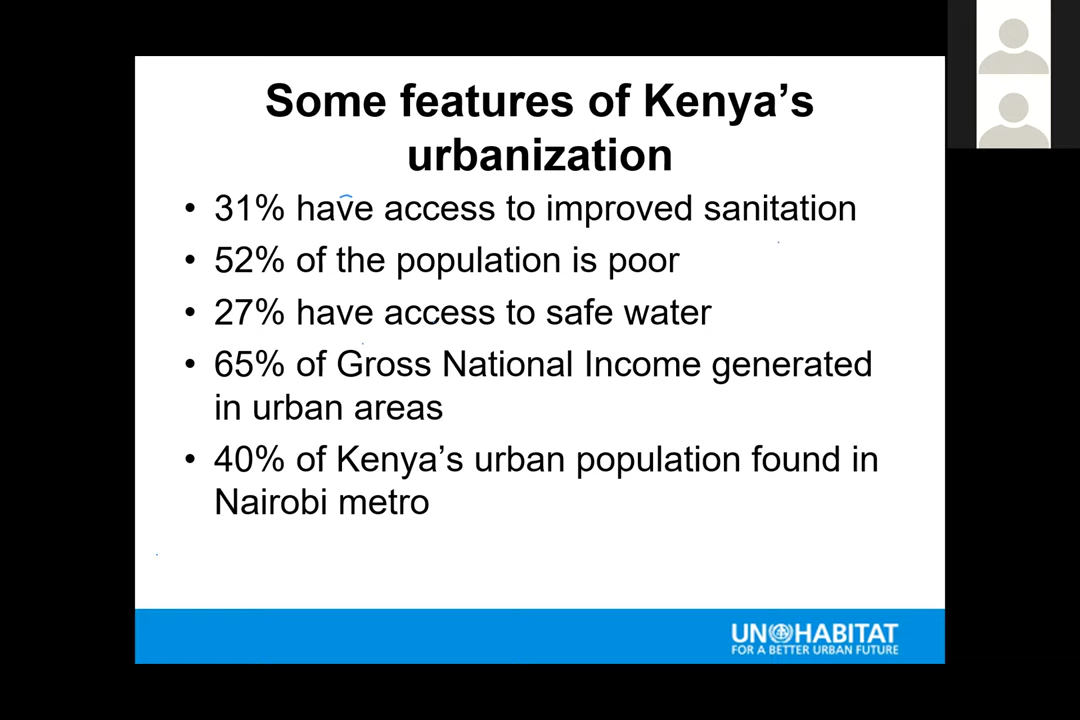 Some features of Kenya’s
urbanization
• 31% have access to improved sanitation
• 52% of the population is poor
• 27% have access to safe water
• 65% of Gross National Income generated
in urban areas
• 40% of Kenya’s urban population found in
Nairobi metro
UN HABITAT
FOR A BETTER URBAN FUTURE